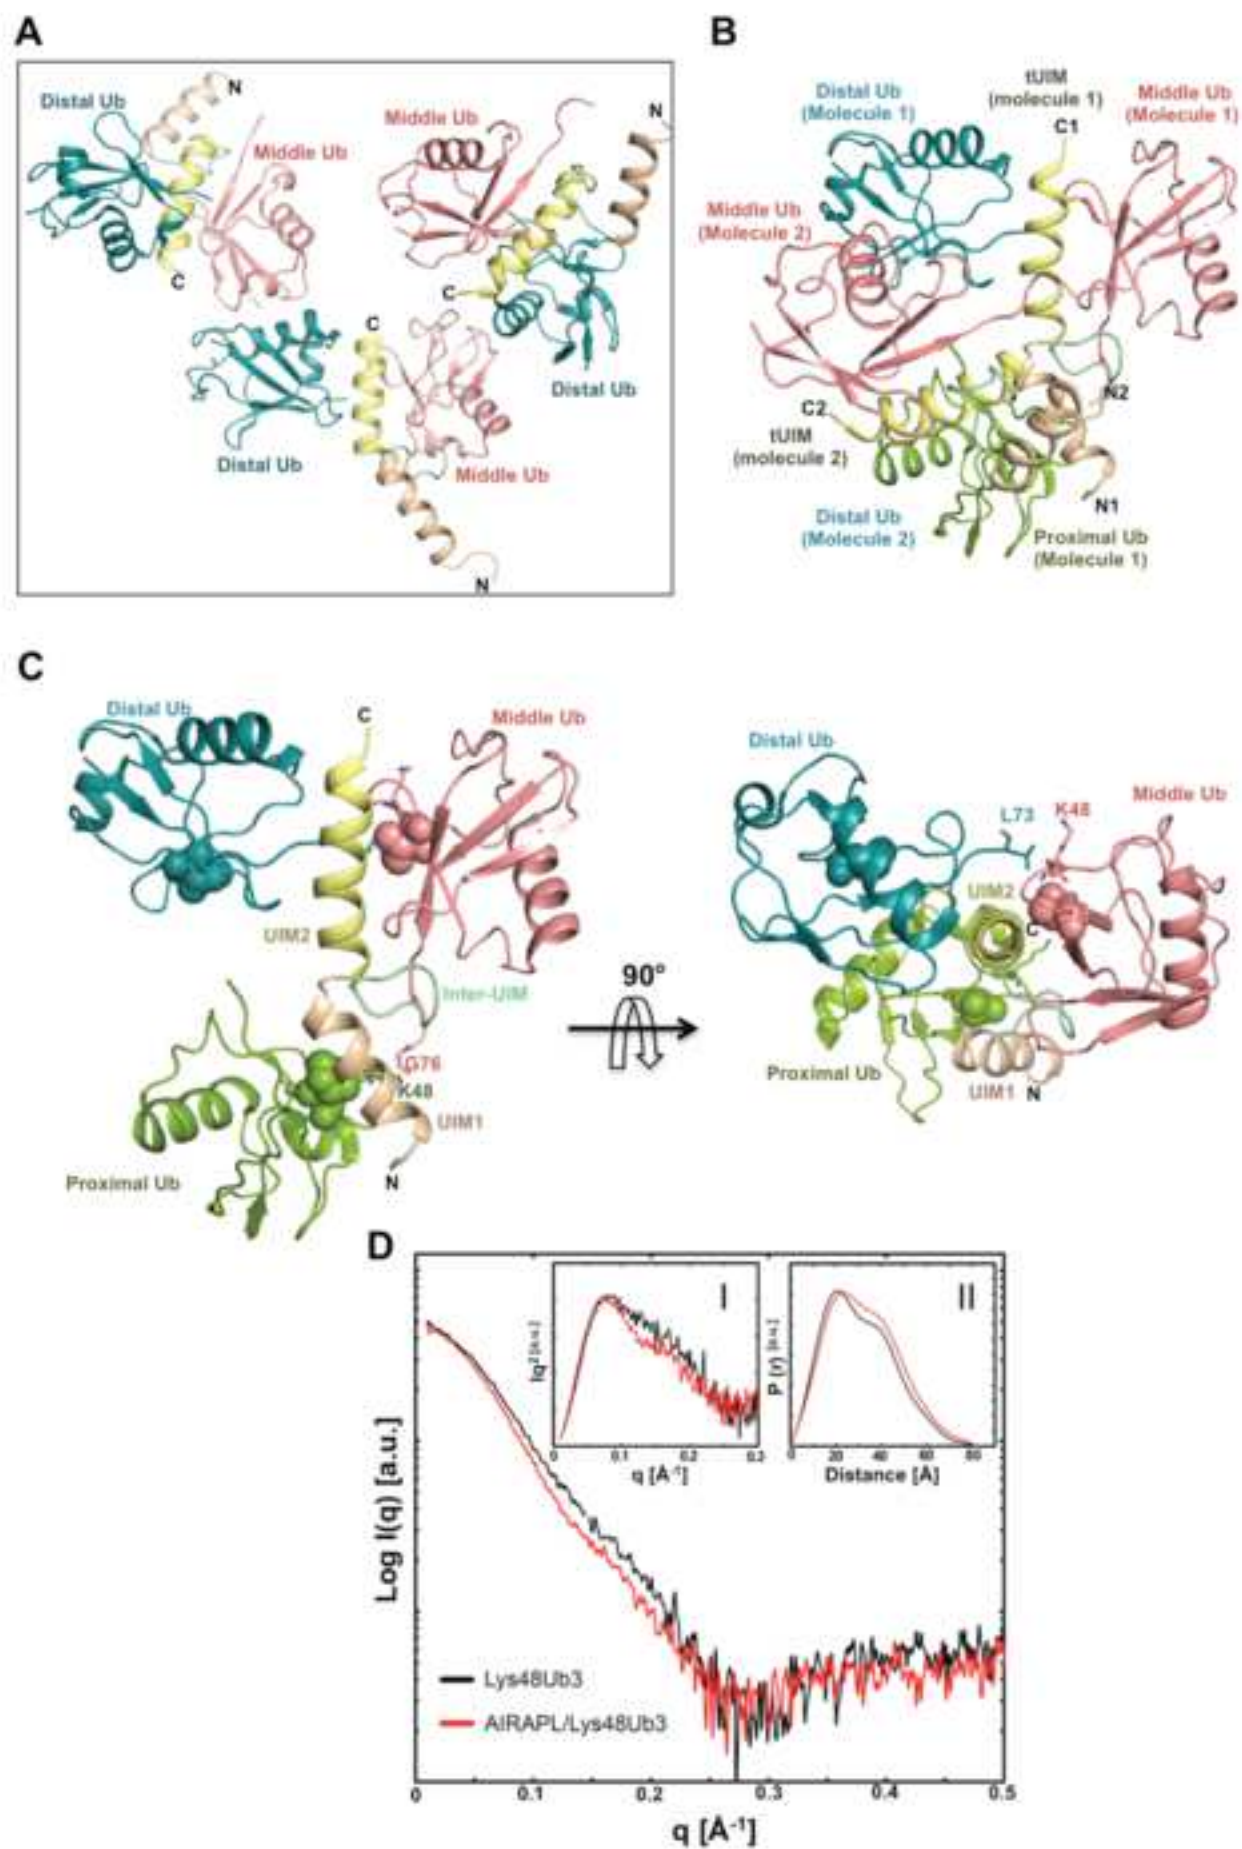 A
Distal Ub
N
Middle Ub
C
Middle Ub
N
C
Distal Ub
C
Distal Ub
Middle Ub
N
B
Distal Ub
(Molecule 1)
tUIM
(molecule 1)
C1
Middle Ub
(Molecule 1)
Middle Ub
(Molecule 2)
C2
tUIM
(molecule 2)
N2
N1
Distal Ub
(Molecule 2)
Proximal Ub
(Molecule 1)
C
Distal Ub
C
Middle Ub
UIM2
Inter-UIM
G76
K48
UIM1
Proximal Ub
N
90°
Distal Ub
L73
K48
Middle Ub
UIM2
C
Proximal Ub
UIM1
N
D
Log I(q) [a.u.]
I
Iq² [a.u.]
0
0.1
0.2
0.3
q [Å⁻¹]
II
P (r) [a.u.]
0
20
40
60
80
Distance [Å]
Lys48Ub3
AIRAPL/Lys48Ub3
0
0.1
0.2
0.3
0.4
0.5
q [Å⁻¹]